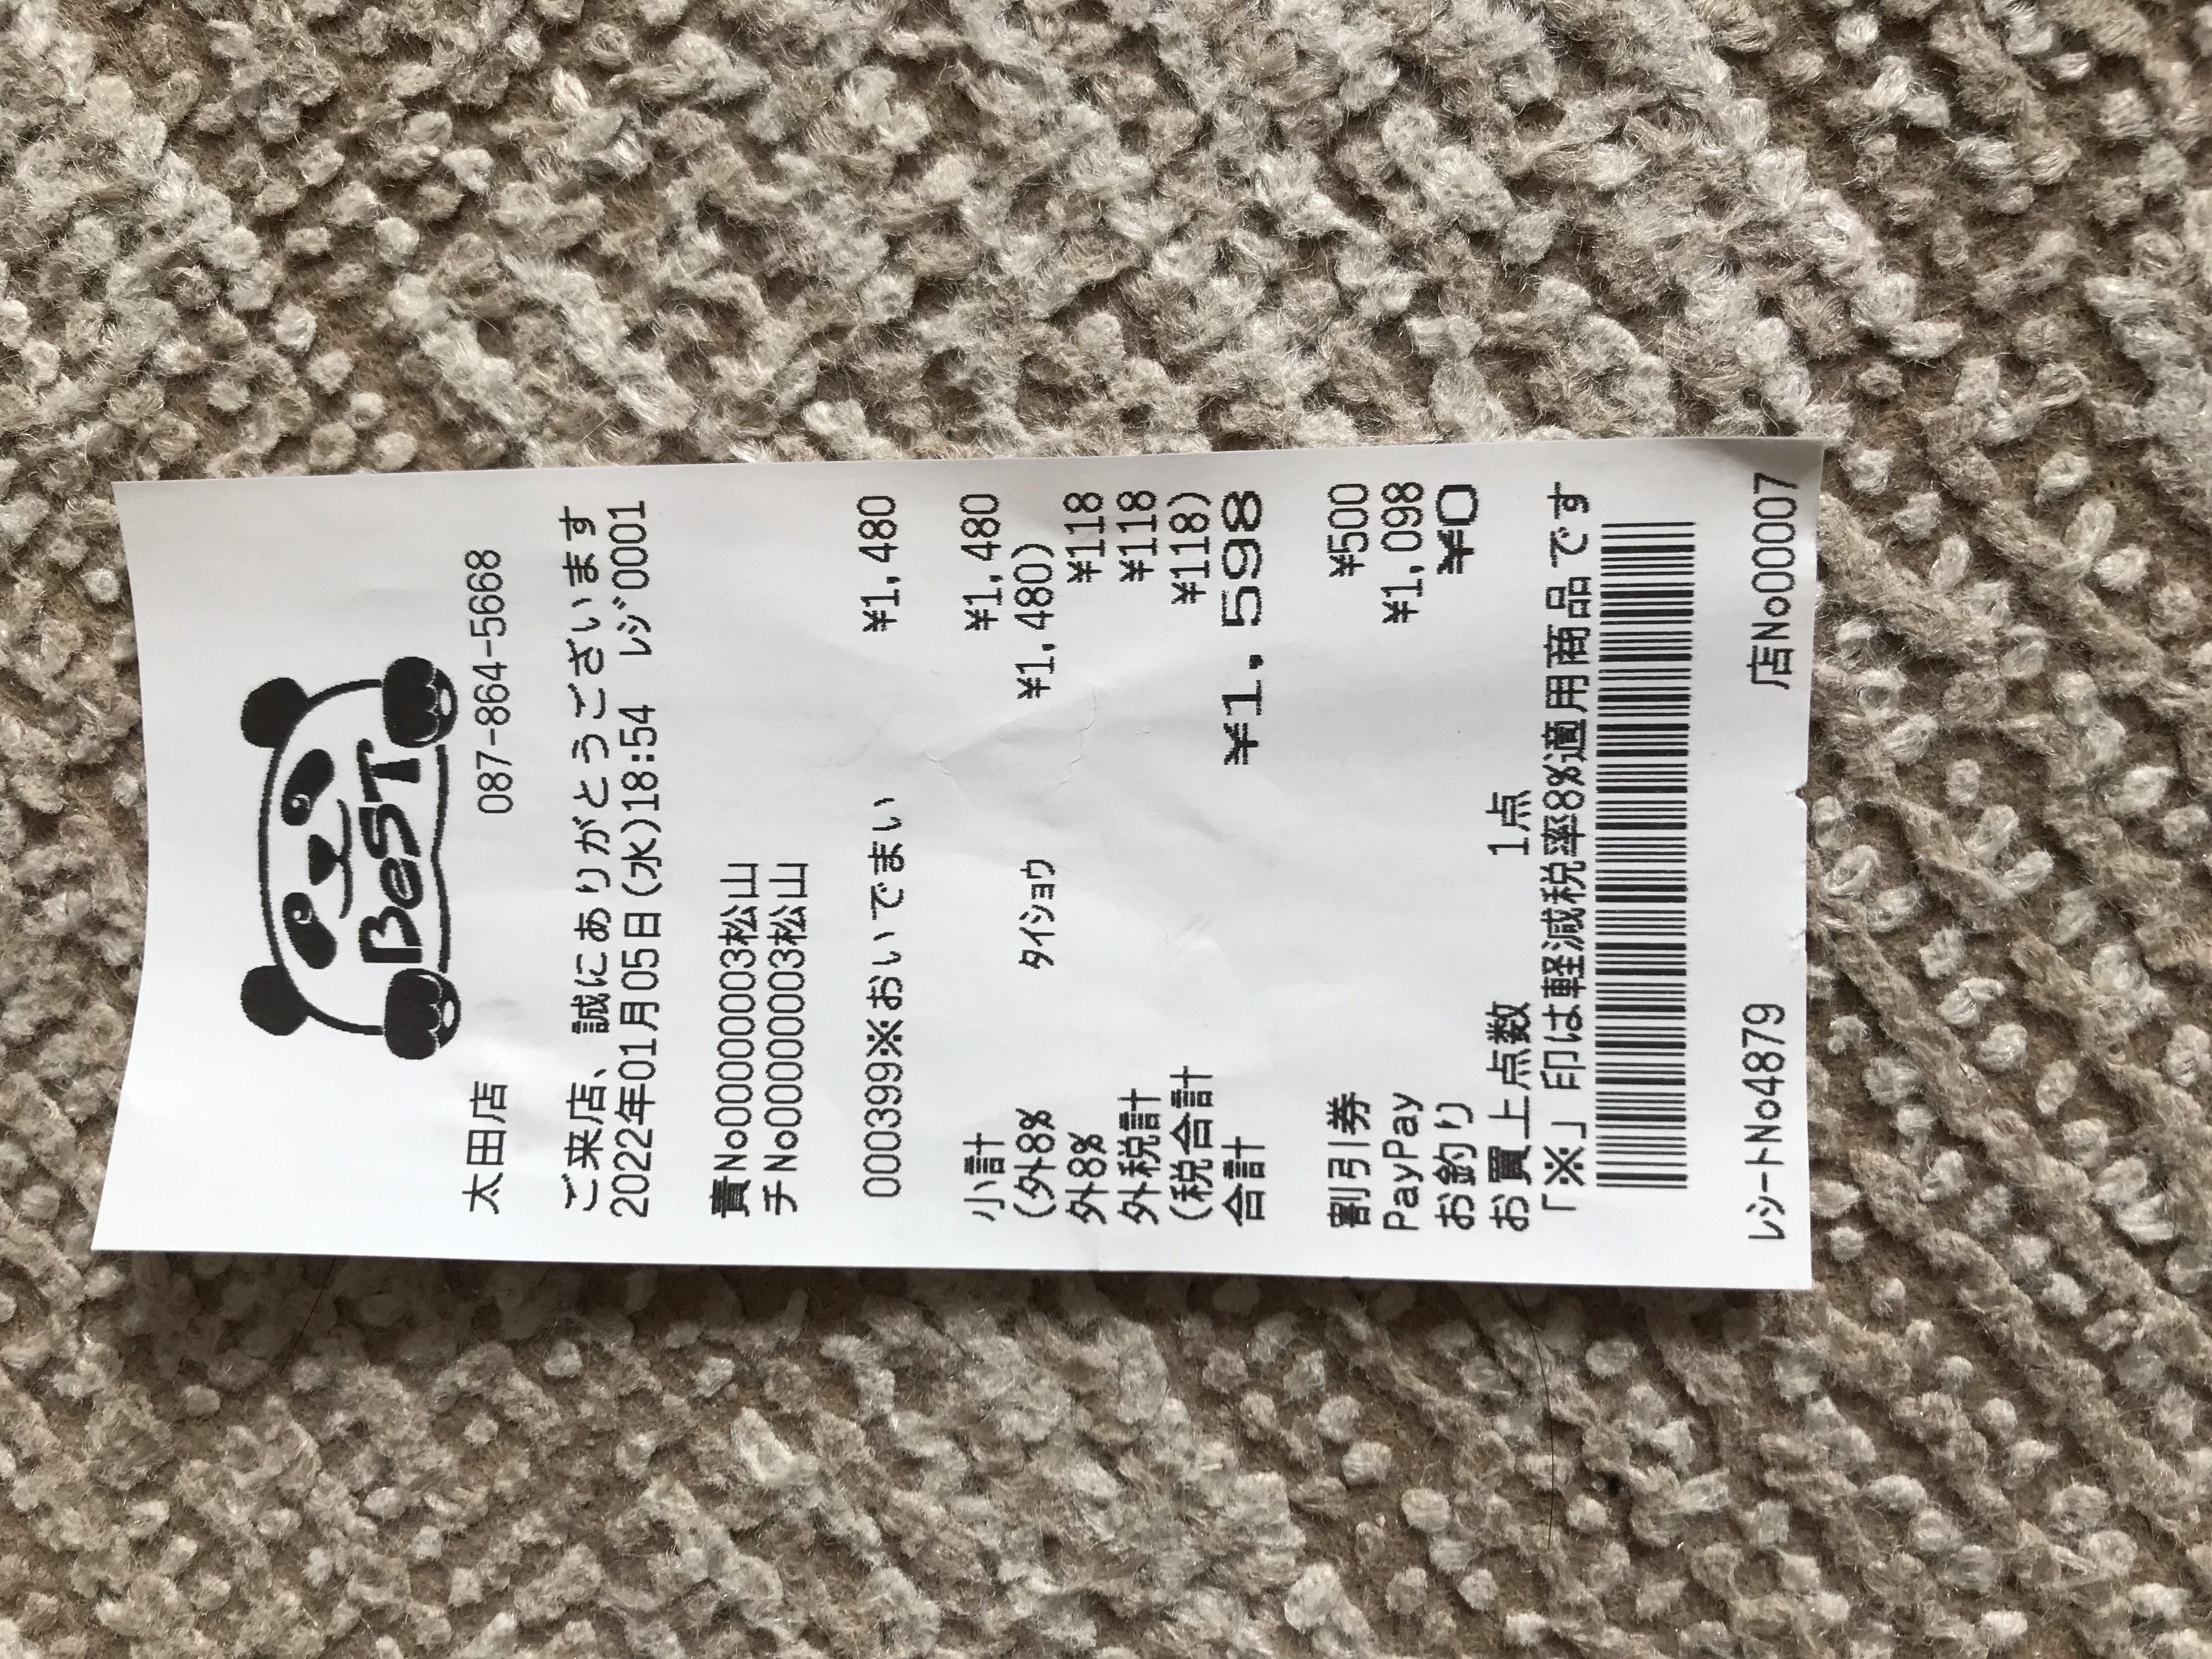 BeST
太田店 087-864-5668
ご来店、誠にありがとうございます
2022年01月05日(水)18:54 レジ0001
責No00000003松山
チNo00000003松山
000399※おいでまい ¥1,480
小計 ¥1,480
(外8% タイショウ ¥1,480)
外8% ¥118
外税計 ¥118
(税合計 ¥118)
合計 ¥1,598
割引券 ¥500
PayPay ¥1,098
お釣り ¥0
お買上点数 1点
「※」印は軽減税率8%適用商品です
レシートNo4879 店No00007